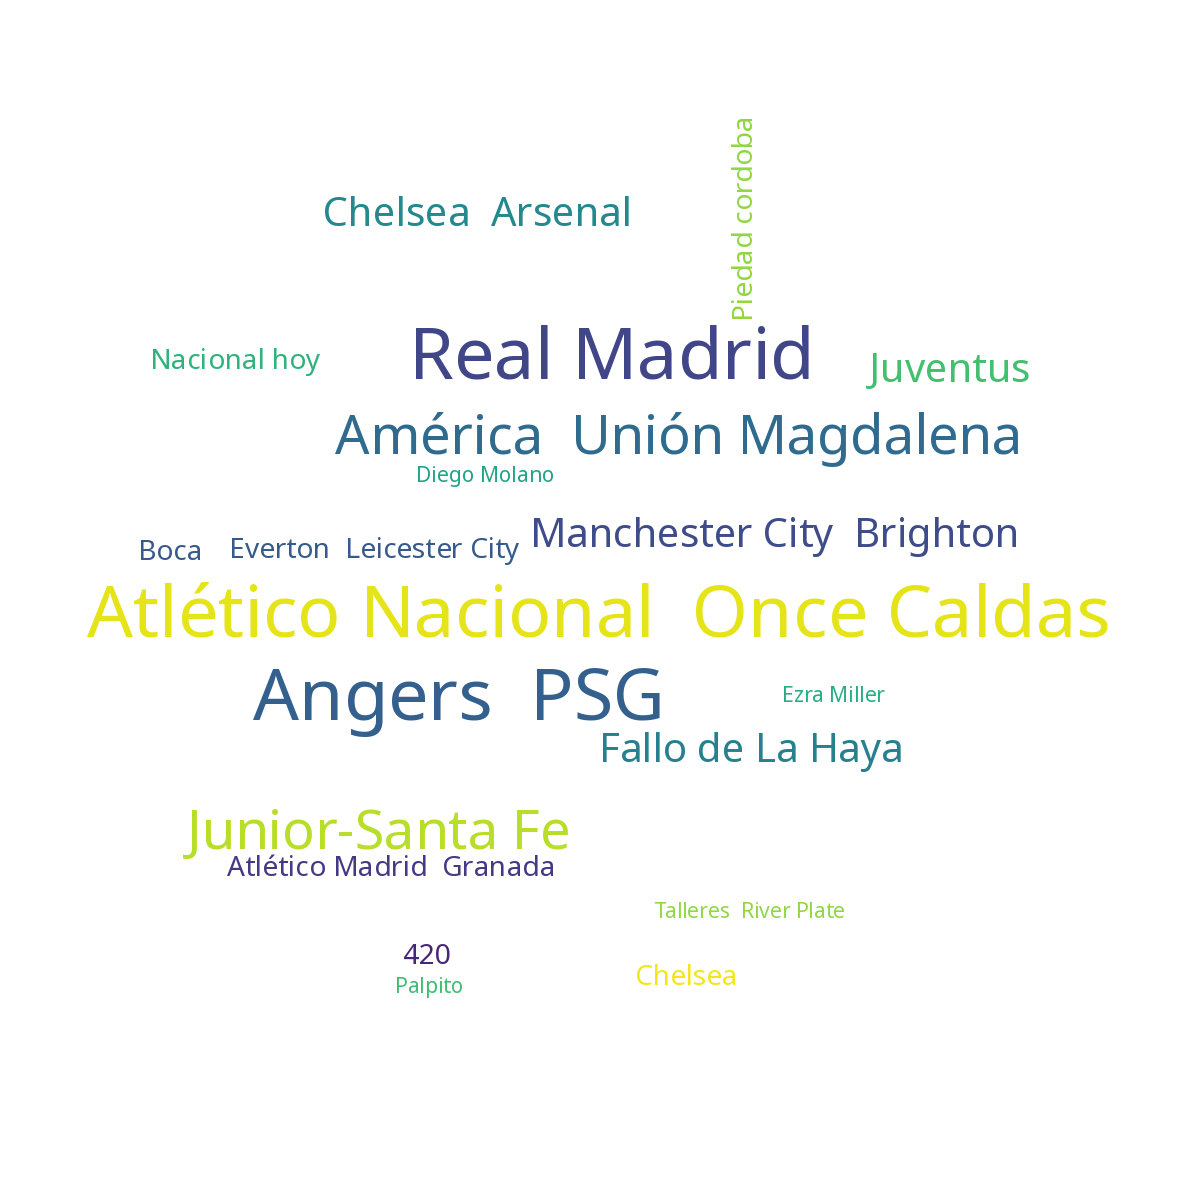 Piedad cordoba
Chelsea  Arsenal
Real Madrid
Nacional hoy
Juventus
América  Unión Magdalena
Diego Molano
Manchester City  Brighton
Boca
Everton  Leicester City
Atlético Nacional  Once Caldas
Angers  PSG
Ezra Miller
Fallo de La Haya
Junior-Santa Fe
Atlético Madrid  Granada
Talleres  River Plate
420
Chelsea
Palpito